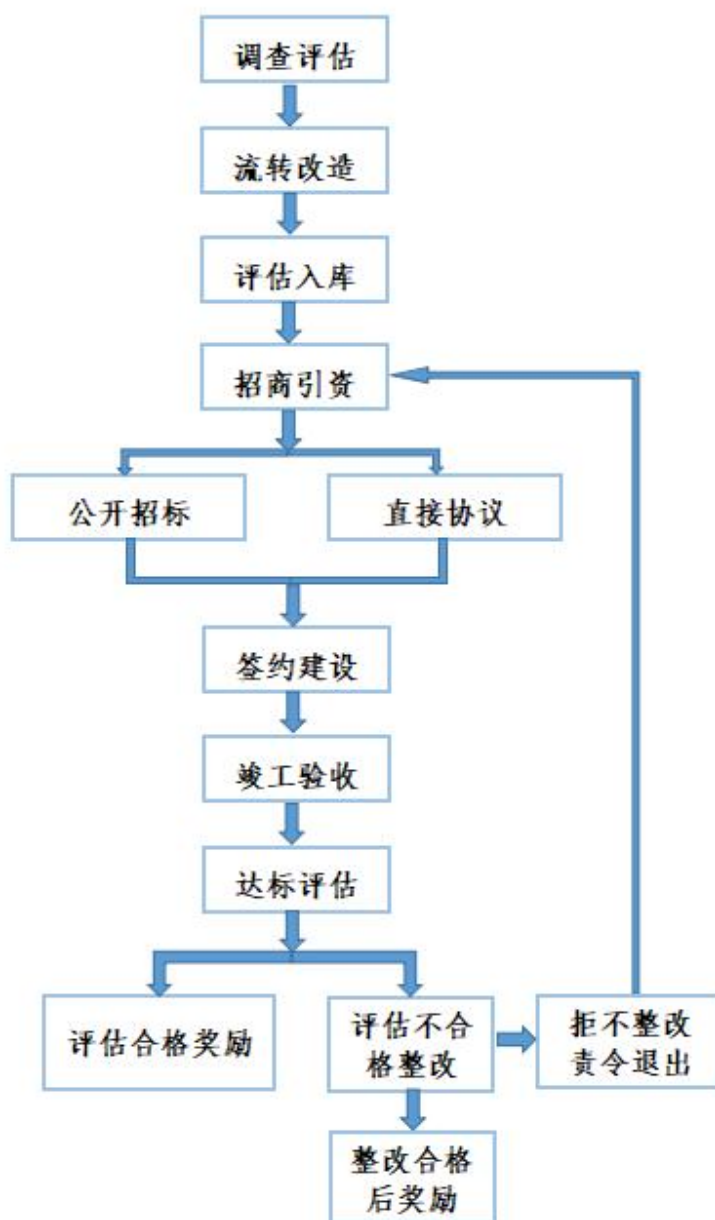 调查评估
流转改造
评估入库
招商引资
公开招标
直接协议
签约建设
竣工验收
达标评估
评估合格奖励
评估不合
格整改
拒不整改
责令退出
整改合格
后奖励